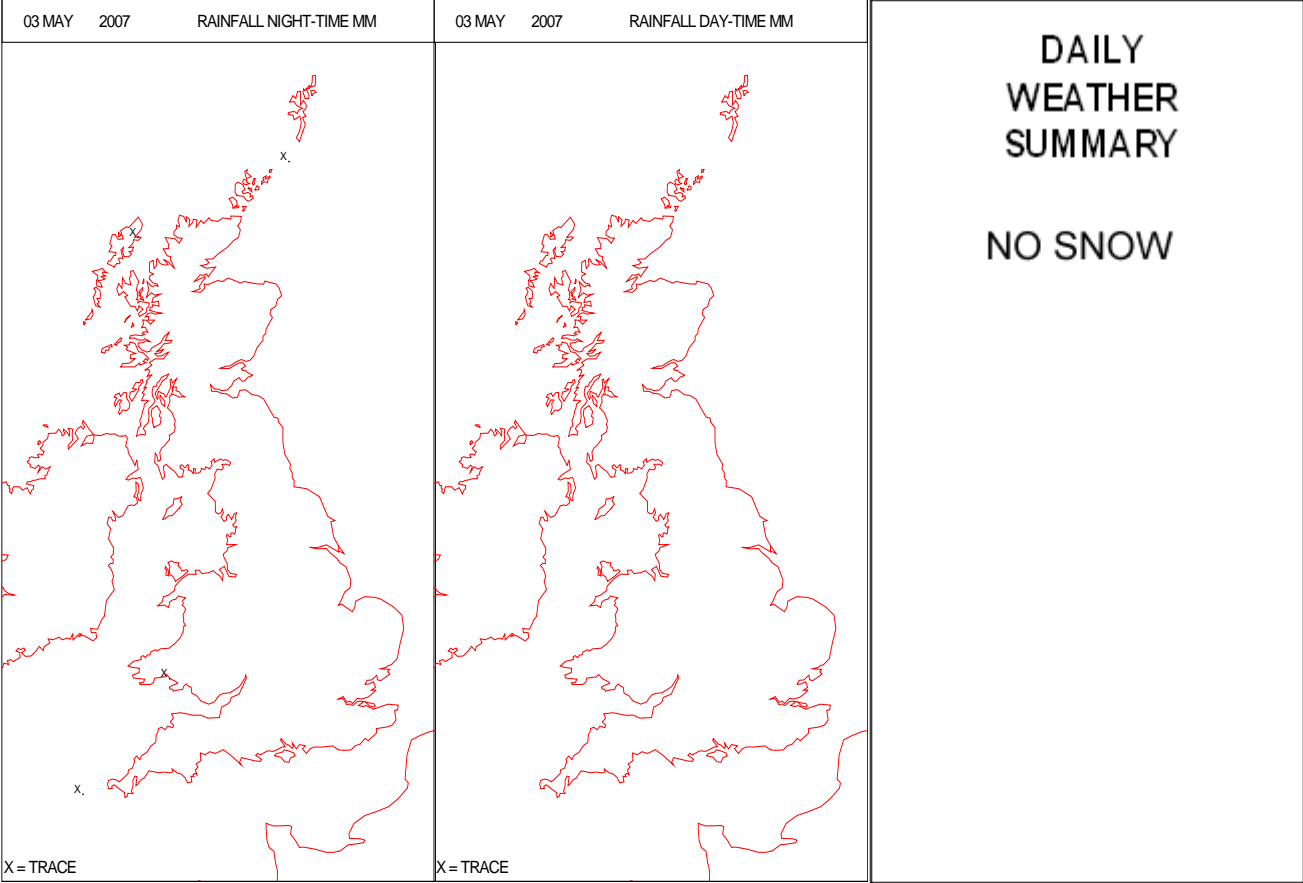 03 MAY 2007 RAINFALL NIGHT-TIME MM
X.
X
X
X.
X = TRACE
03 MAY 2007 RAINFALL DAY-TIME MM
X = TRACE
DAILY
WEATHER
SUMMARY
NO SNOW